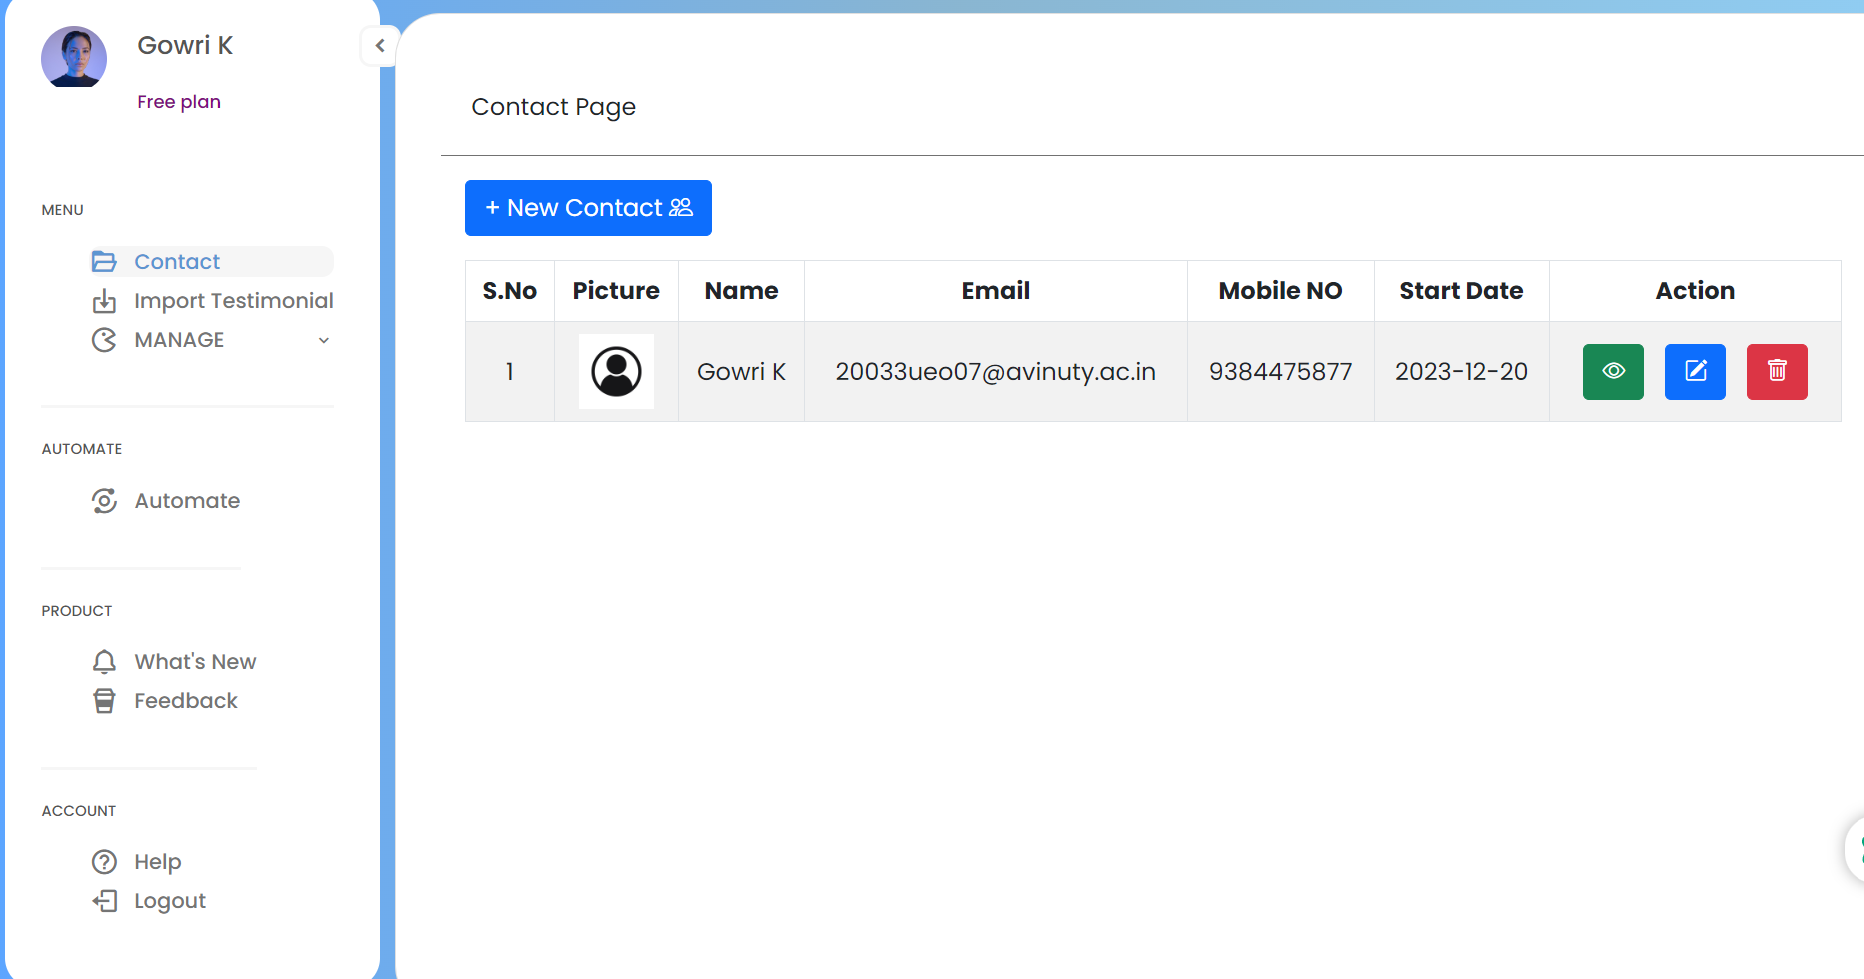 Gowri K
Free plan
MENU
Contact
Import Testimonial
MANAGE
AUTOMATE
Automate
PRODUCT
What's New
Feedback
ACCOUNT
Help
Logout
Contact Page
+ New Contact
S.No Picture Name Email Mobile NO Start Date Action
1 Gowri K 20033ueo07@avinuty.ac.in 9384475877 2023-12-20